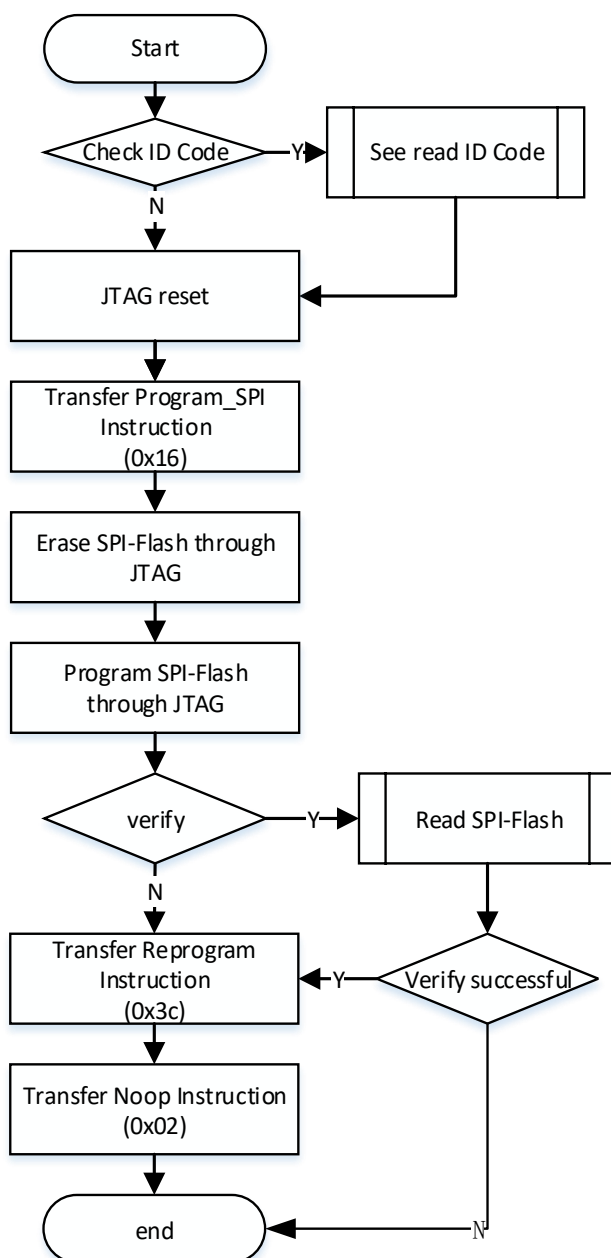 Start
Check ID Code
Y
See read ID Code
N
JTAG reset
Transfer Program_SPI
Instruction
(0x16)
Erase SPI-Flash through
JTAG
Program SPI-Flash
through JTAG
verify
Y
Read SPI-Flash
N
Transfer Reprogram
Instruction
(0x3c)
Y
Verify successful
Transfer Noop Instruction
(0x02)
end
N